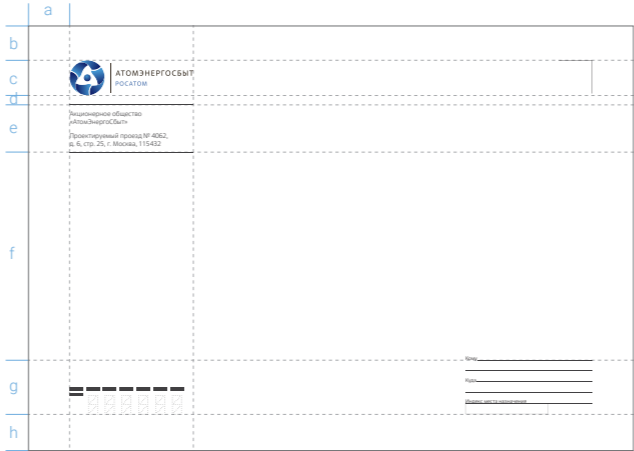 a
b
c
d
e
f
g
h
АТОМЭНЕРГОСБЫТ
РОСАТОМ
Акционерное общество
«АтомЭнергоСбыт»
Проектируемый проезд № 4062,
д. 6, стр. 25, г. Москва, 115432
Кому
Куда
Индекс места назначения